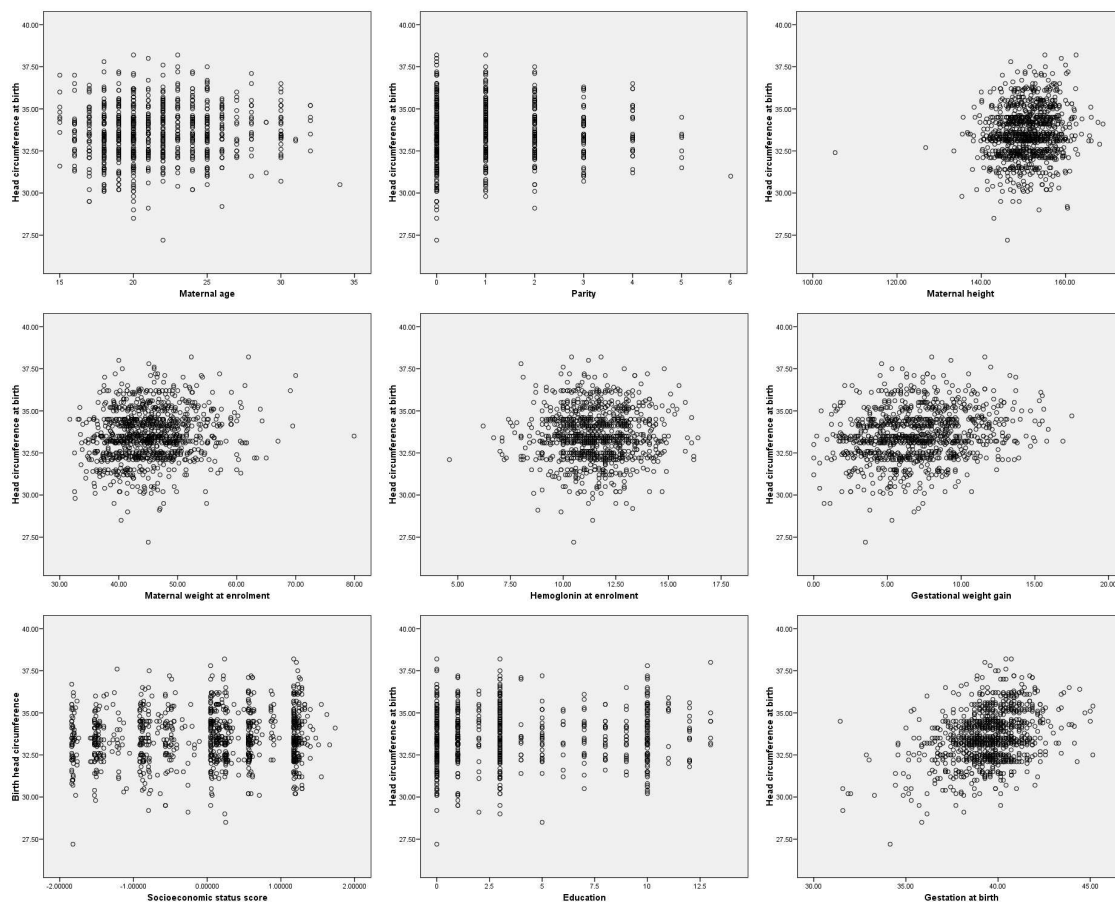 Head circumference at birth
40.00
37.50
35.00
32.50
30.00
27.50
15 20 25 30 35
Maternal age
Head circumference at birth
40.00
37.50
35.00
32.50
30.00
27.50
0 1 2 3 4 5 6
Parity
Head circumference at birth
40.00
37.50
35.00
32.50
30.00
27.50
100.00 120.00 140.00 160.00
Maternal height
Head circumference at birth
40.00
37.50
35.00
32.50
30.00
27.50
30.00 40.00 50.00 60.00 70.00 80.00
Maternal weight at enrolment
Head circumference at birth
40.00
37.50
35.00
32.50
30.00
27.50
5.00 7.50 10.00 12.50 15.00 17.50
Hemoglonin at enrolment
Head circumference at birth
40.00
37.50
35.00
32.50
30.00
27.50
0.00 5.00 10.00 15.00 20.00
Gestational weight gain
Birth head circumference
40.00
37.50
35.00
32.50
30.00
27.50
-2.00000 -1.00000 0.00000 1.00000 2.00000
Socioeconomic status score
Head circumference at birth
40.00
37.50
35.00
32.50
30.00
27.50
0 5 10 15
Education
Head circumference at birth
40.00
37.50
35.00
32.50
30.00
27.50
30.00 35.00 40.00 45.00
Gestation at birth